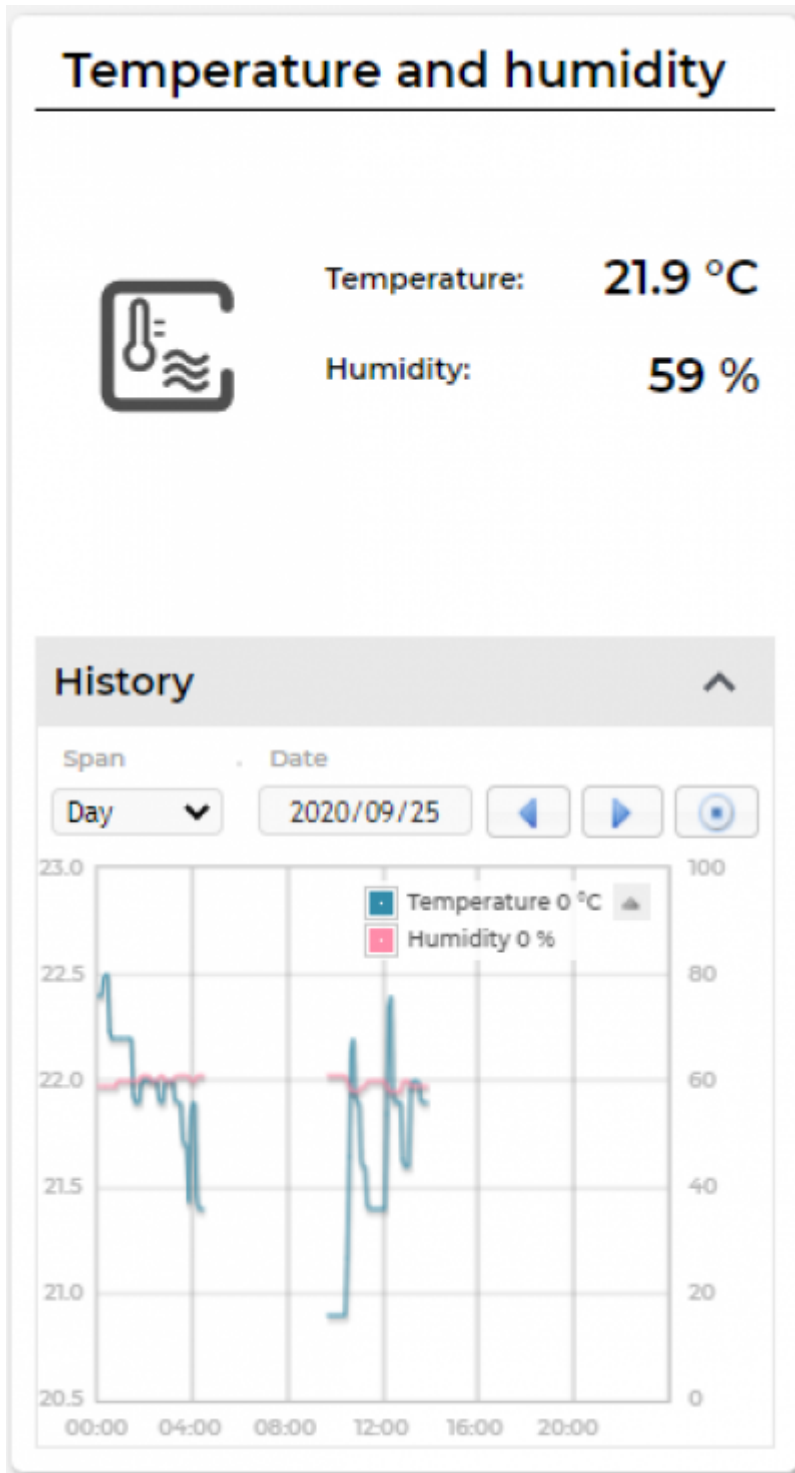 Temperature and humidity
Temperature: 21.9 °C
Humidity: 59 %
History
Span . Date
Day 2020/09/25
23.0 100
Temperature 0 °C
Humidity 0 %
22.5 80
22.0 60
21.5 40
21.0 20
20.5 0
00:00 04:00 08:00 12:00 16:00 20:00